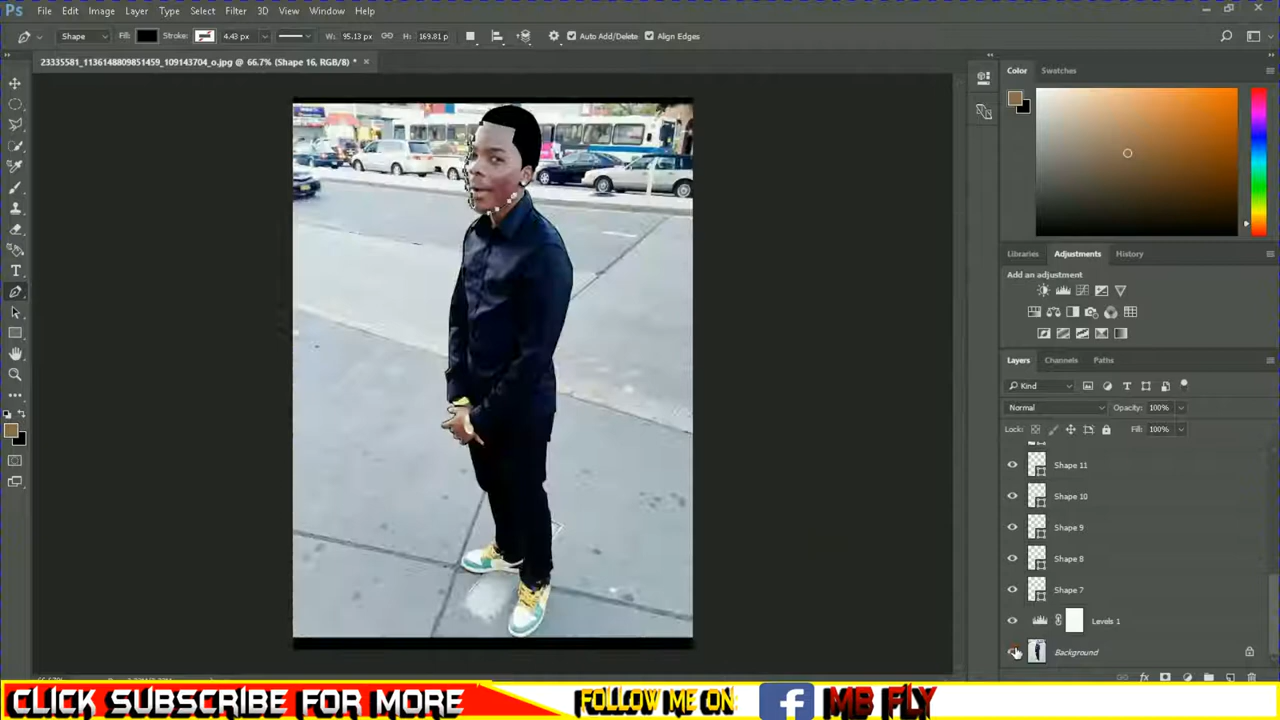 Ps File Edit Image Layer Type Select Filter 3D View Window Help
Shape Fill: Stroke: 4.43 px W: 95.13 px H: 169.81 p Auto Add/Delete Align Edges
23335581_1136148809851459_109143704_o.jpg @ 66.7% (Shape 16, RGB/8) * ×
Color Swatches
Libraries Adjustments History
Add an adjustment
Layers Channels Paths
Kind
Normal Opacity: 100%
Lock: Fill: 100%
Shape 11
Shape 10
Shape 9
Shape 8
Shape 7
Levels 1
Background
CLICK SUBSCRIBE FOR MORE FOLLOW ME ON f MB FLY